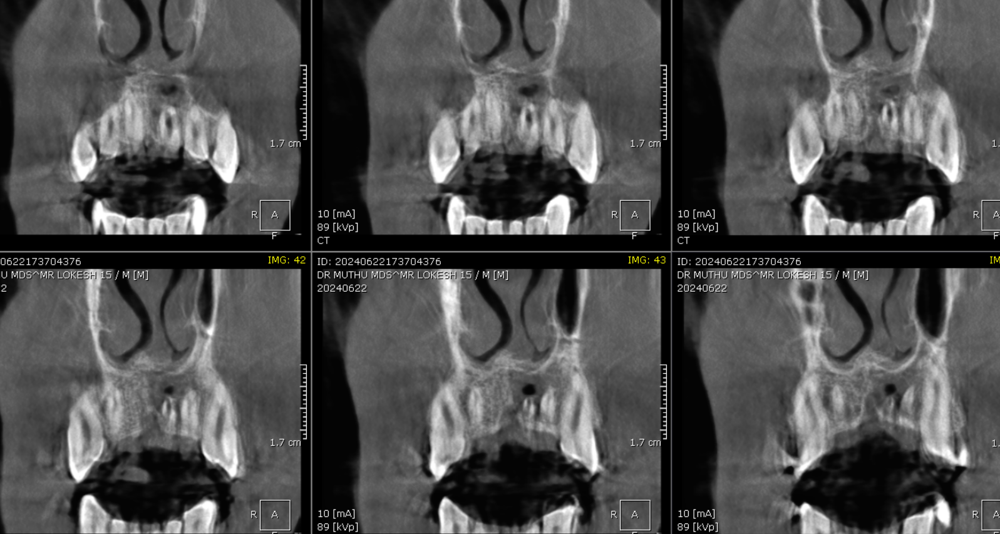 1.7 cm
R A
F
1.7 cm
10 [mA]
89 [kVp]
CT
R A
F
1.
10 [mA]
89 [kVp]
CT
R A
F
0622173704376
IMG: 42
U MDS^MR LOKESH 15 / M [M]
2
1.7 cm
R A
ID: 20240622173704376
IMG: 43
DR MUTHU MDS^MR LOKESH 15 / M [M]
20240622
1.7 cm
10 [mA]
89 [kVp]
R A
ID: 20240622173704376
IM
DR MUTHU MDS^MR LOKESH 15 / M [M]
20240622
1.
10 [mA]
89 [kVp]
R A